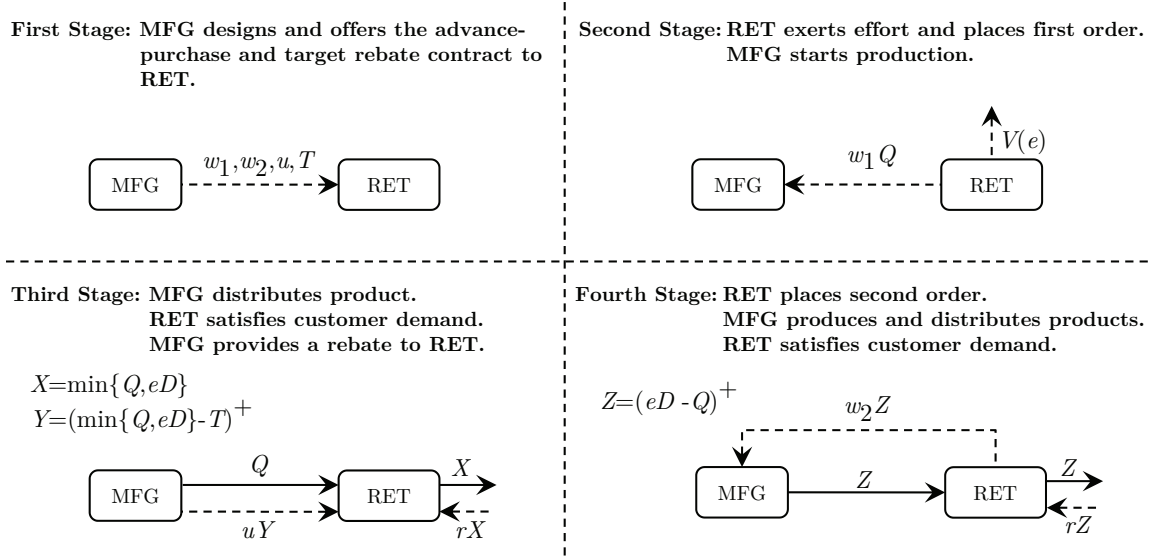 First Stage: MFG designs and offers the advance-
purchase and target rebate contract to
RET.
MFG
w1,w2,u,T
RET
Second Stage: RET exerts effort and places first order.
MFG starts production.
MFG
w1Q
RET
V(e)
Third Stage: MFG distributes product.
RET satisfies customer demand.
MFG provides a rebate to RET.
X=min{Q,eD}
Y=(min{Q,eD}-T)+
MFG
Q
uY
RET
X
rX
Fourth Stage: RET places second order.
MFG produces and distributes products.
RET satisfies customer demand.
Z=(eD -Q)+
w2Z
MFG
Z
RET
Z
rZ